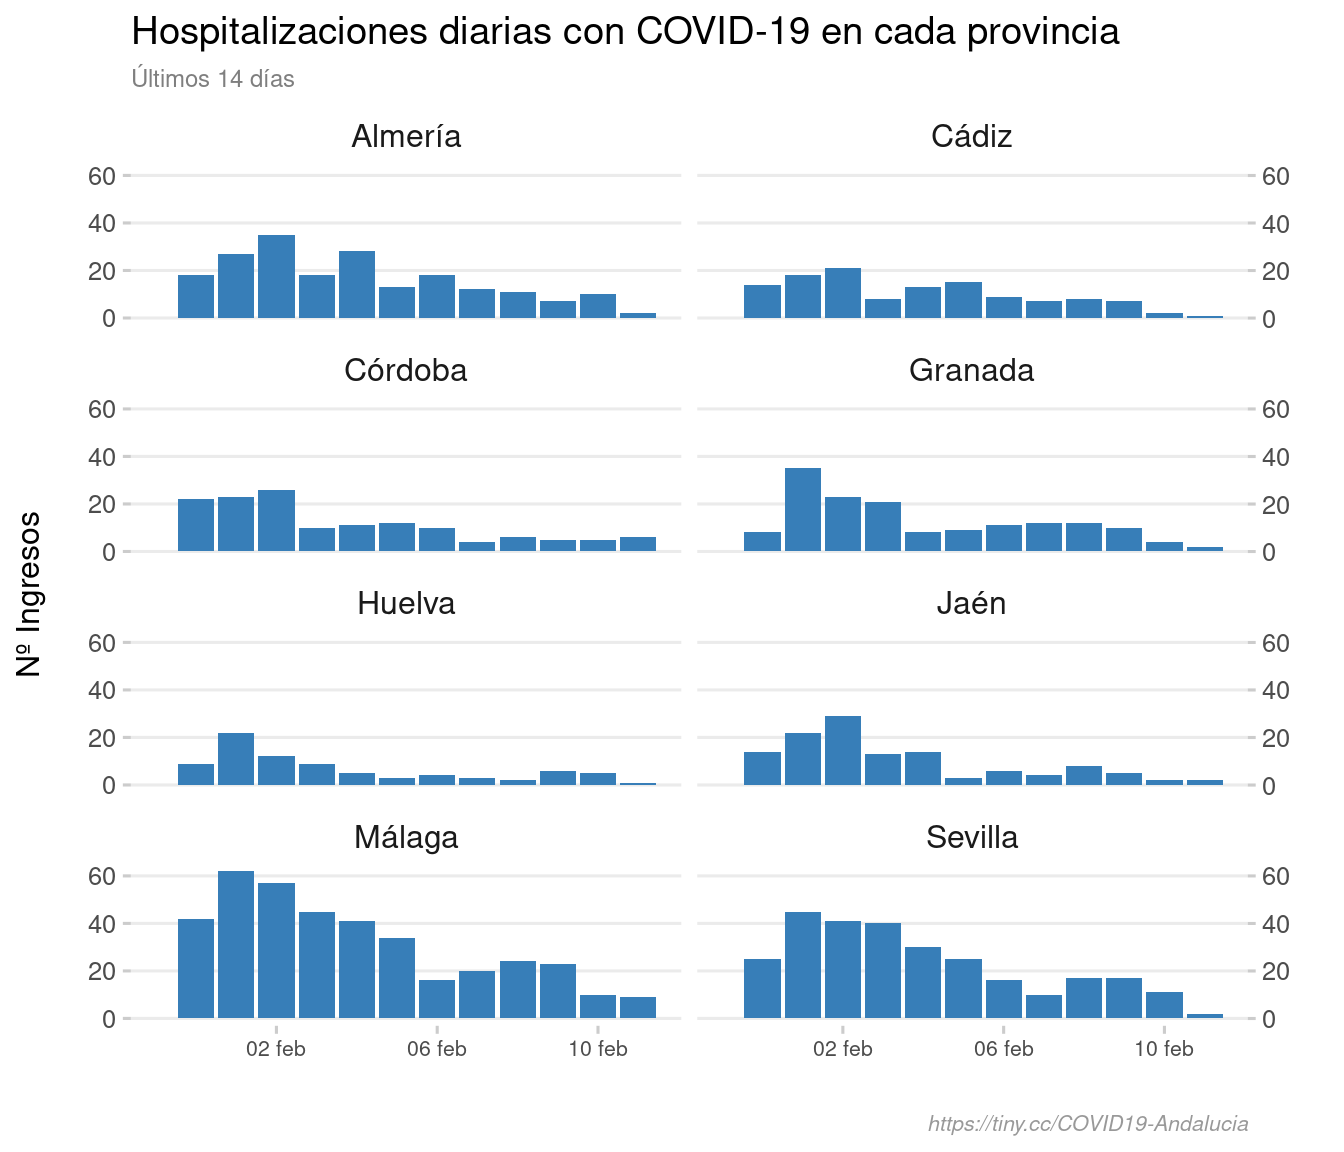 Hospitalizaciones diarias con COVID-19 en cada provincia
Últimos 14 días
Nº Ingresos
Almería
Cádiz
60
40
20
0
60
40
20
0
Córdoba
Granada
60
40
20
0
60
40
20
0
Huelva
Jaén
60
40
20
0
60
40
20
0
Málaga
Sevilla
60
40
20
0
60
40
20
0
02 feb
06 feb
10 feb
02 feb
06 feb
10 feb
https://tiny.cc/COVID19-Andalucia